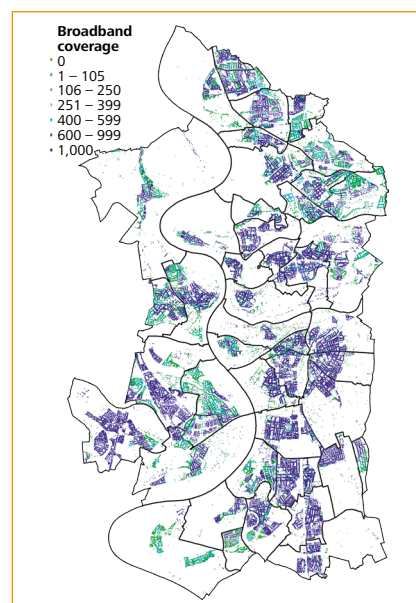 Broadband
coverage
0
1 – 105
106 – 250
251 – 399
400 – 599
600 – 999
1,000